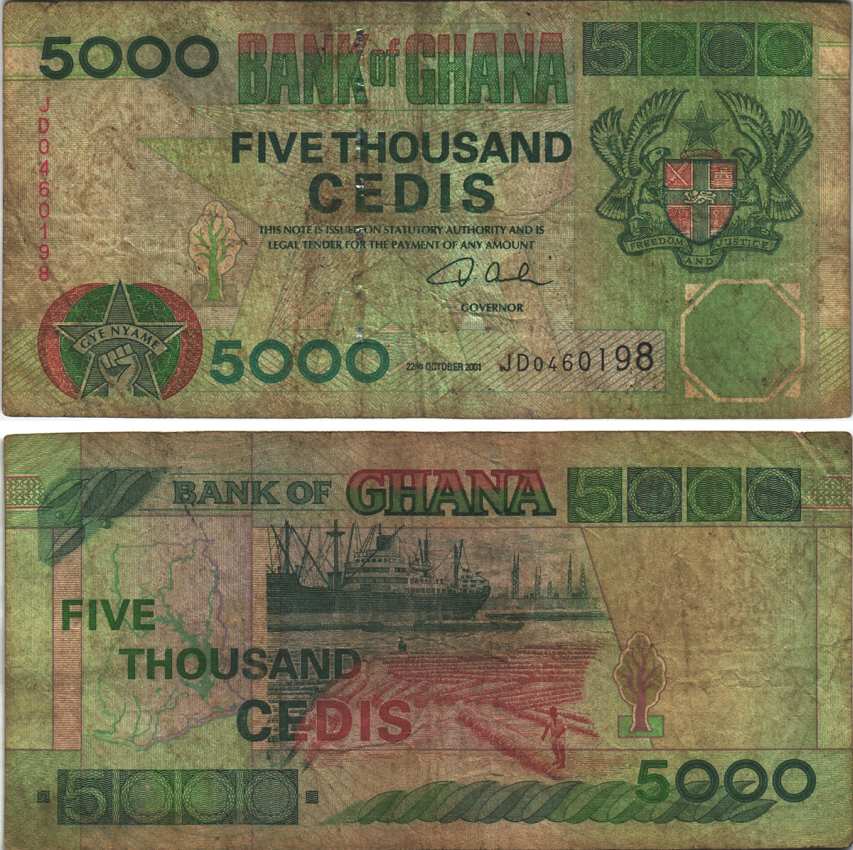 5000 BANK of GHANA 5000
JD0460198
FIVE THOUSAND
CEDIS
THIS NOTE IS ISSUED ON STATUTORY AUTHORITY AND IS
LEGAL TENDER FOR THE PAYMENT OF ANY AMOUNT
FREEDOM AND JUSTICE
GOVERNOR
GYE NYAME
5000 22ND OCTOBER 2001 JD0460198
BANK OF GHANA 5000
FIVE
THOUSAND
CEDIS
5000 5000